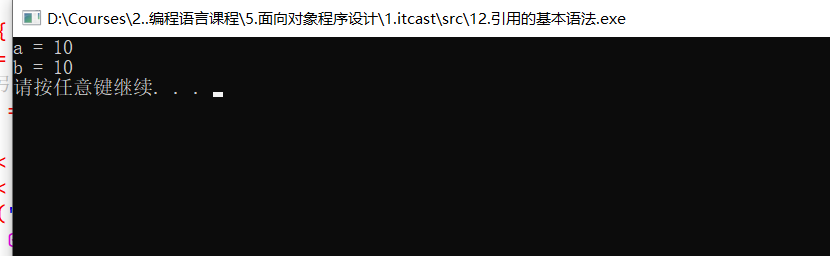 D:\Courses\2..编程语言课程\5.面向对象程序设计\1.itcast\src\12.引用的基本语法.exe
a = 10
b = 10
请按任意键继续. . .